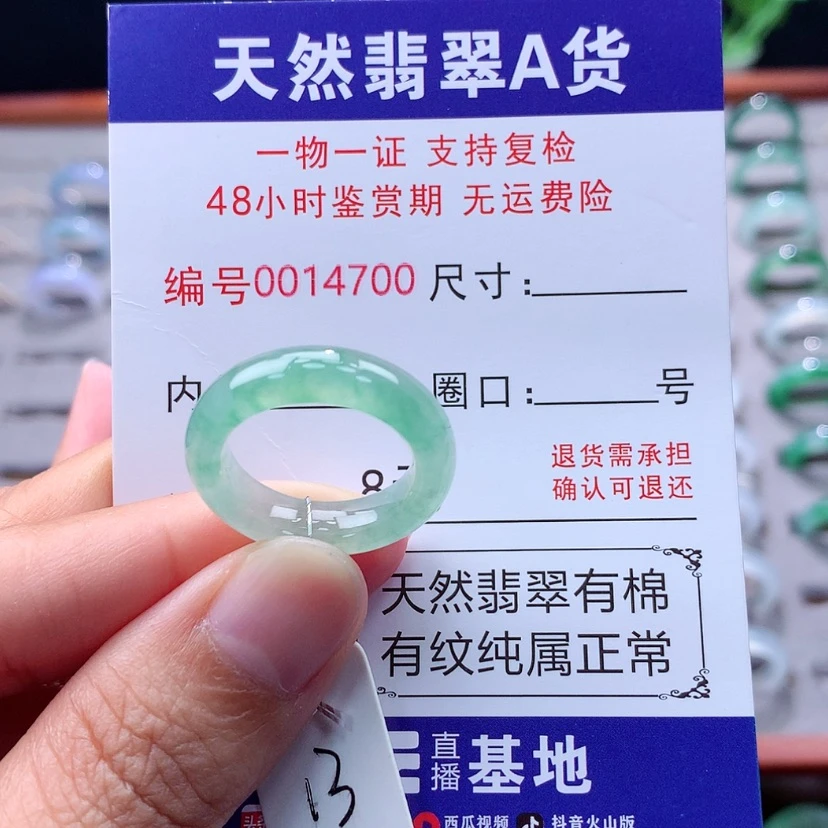 天然翡翠A货
一物一证 支持复检
48小时鉴赏期 无运费险
编号0014700 尺寸:
内 圈口: 号
8
退货需承担
确认可退还
天然翡翠有棉
有纹纯属正常
直播基地
西瓜视频 抖音火山版
13